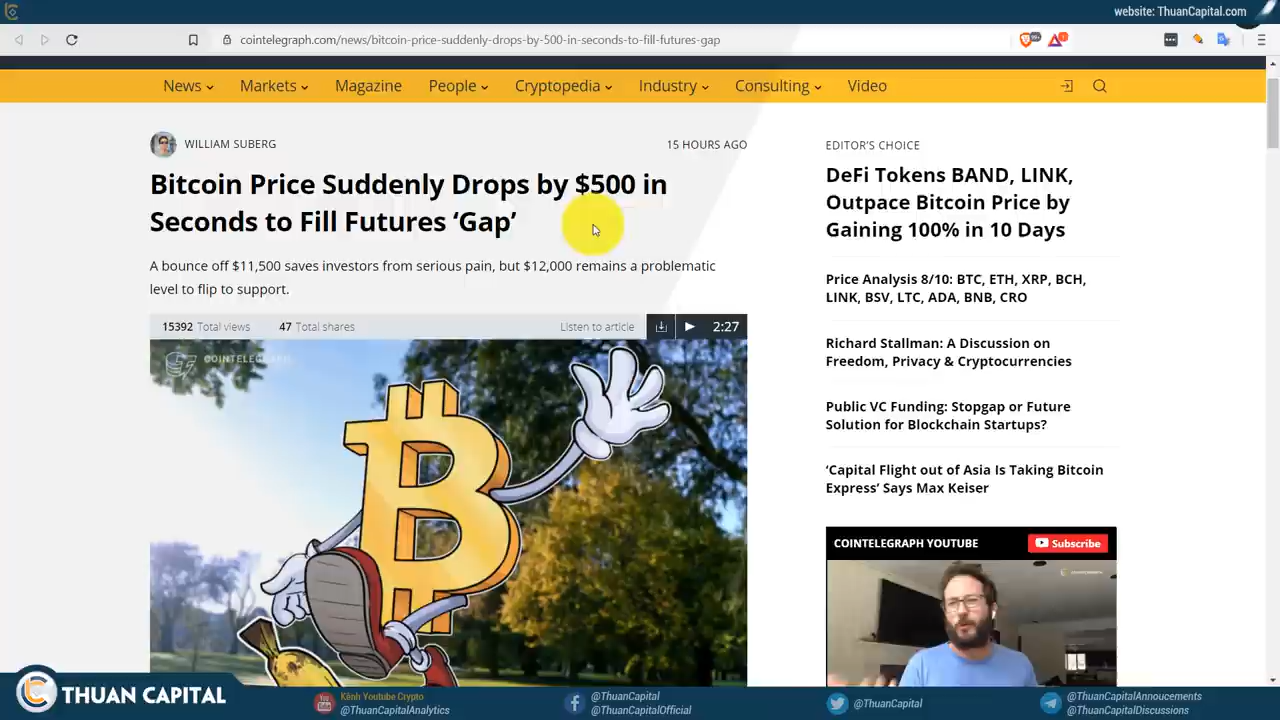 website: ThuanCapital.com
cointelegraph.com/news/bitcoin-price-suddenly-drops-by-500-in-seconds-to-fill-futures-gap
99+
News
Markets
Magazine
People
Cryptopedia
Industry
Consulting
Video
WILLIAM SUBERG
15 HOURS AGO
Bitcoin Price Suddenly Drops by $500 in
Seconds to Fill Futures ‘Gap’
A bounce off $11,500 saves investors from serious pain, but $12,000 remains a problematic
level to flip to support.
15392 Total views
47 Total shares
Listen to article
2:27
COINTELEGRAPH
EDITOR’S CHOICE
DeFi Tokens BAND, LINK,
Outpace Bitcoin Price by
Gaining 100% in 10 Days
Price Analysis 8/10: BTC, ETH, XRP, BCH,
LINK, BSV, LTC, ADA, BNB, CRO
Richard Stallman: A Discussion on
Freedom, Privacy & Cryptocurrencies
Public VC Funding: Stopgap or Future
Solution for Blockchain Startups?
‘Capital Flight out of Asia Is Taking Bitcoin
Express’ Says Max Keiser
COINTELEGRAPH YOUTUBE
Subscribe
THUAN CAPITAL
Kênh Youtube Crypto
@ThuanCapitalAnalytics
@ThuanCapital
@ThuanCapitalOfficial
@ThuanCapital
@ThuanCapitalAnnoucements
@ThuanCapitalDiscussions